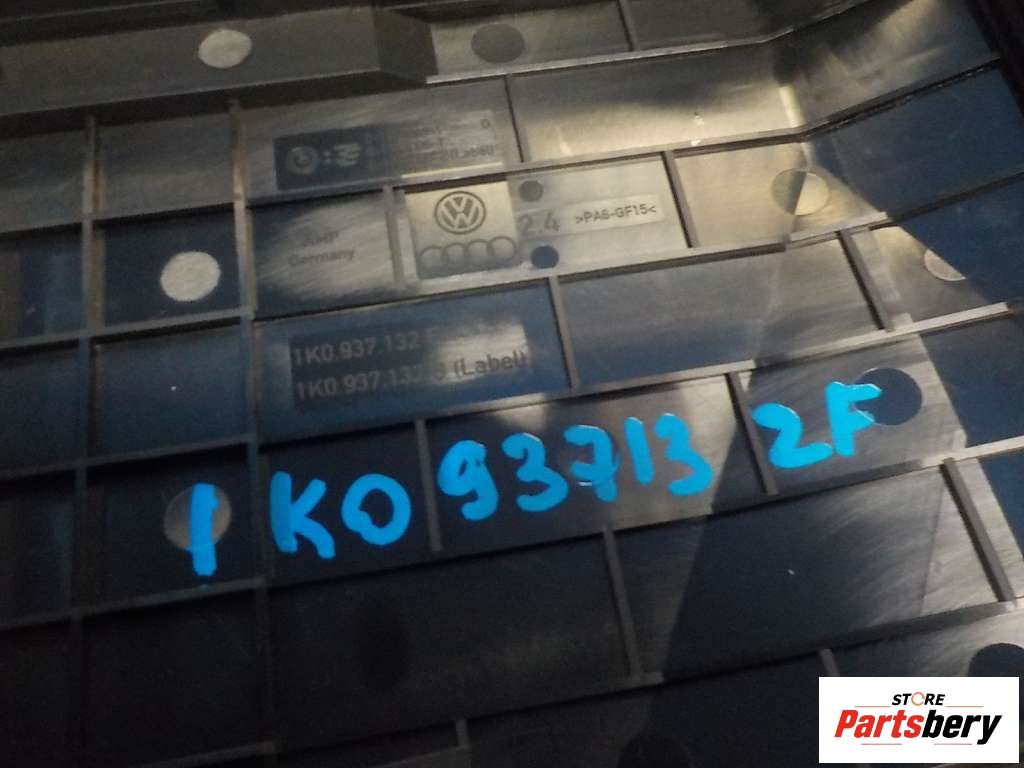 2.4
>PA6-GF15<
Germany
1K0.937.132
1K0.937.132 (Label)
1K0 937132F
STORE
Partsbery